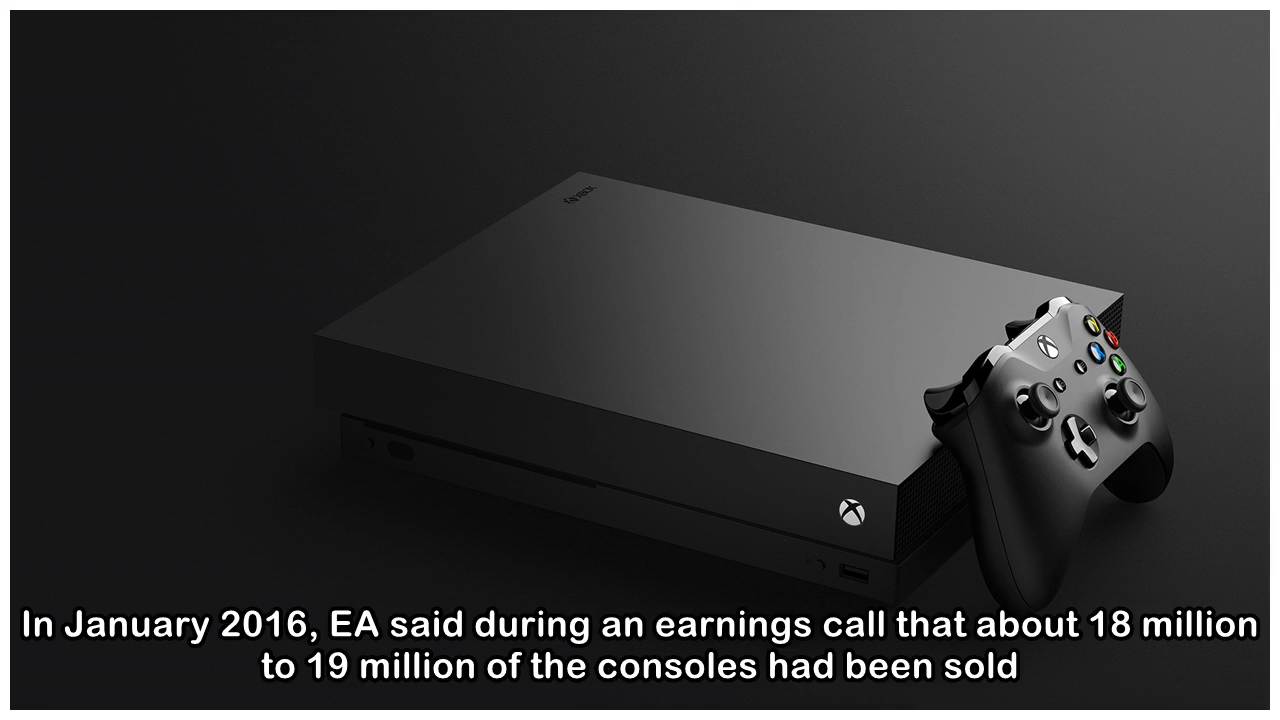 XBOX
In January 2016, EA said during an earnings call that about 18 million
to 19 million of the consoles had been sold